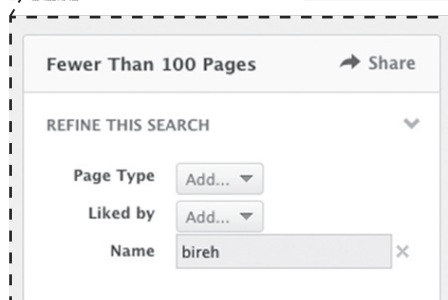 Fewer Than 100 Pages Share
REFINE THIS SEARCH
Page Type Add...
Liked by Add...
Name bireh